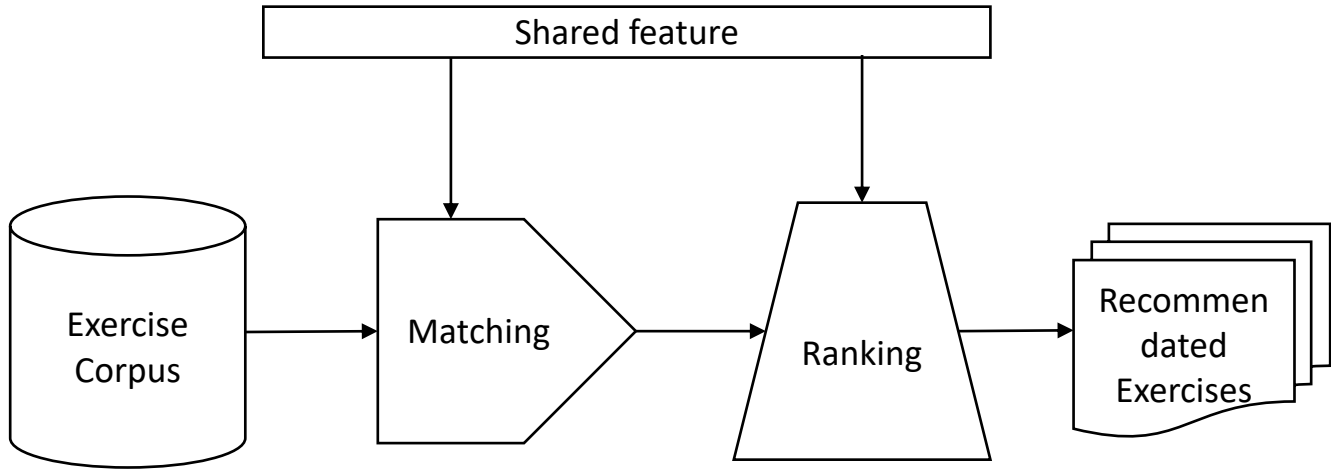 Shared feature
Exercise
Corpus
Matching
Ranking
Recommen
dated
Exercises